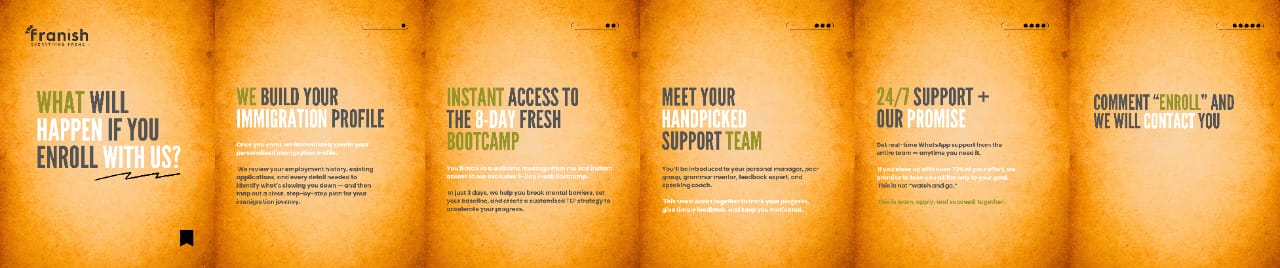 Franish
EVERYTHING FRENCH
WHAT WILL
HAPPEN IF YOU
ENROLL WITH US?
WE BUILD YOUR
IMMIGRATION PROFILE
Once you enroll, we immediately create your
personalized immigration profile.
We review your employment history, existing
applications, and every detail needed to
identify what's slowing you down — and then
map out a clear, step-by-step plan for your
immigration journey.
INSTANT ACCESS TO
THE 8-DAY FRESH
BOOTCAMP
You'll receive a welcome message from me and instant
access to our exclusive 8-Day Fresh Bootcamp.
In just 8 days, we help you break mental barriers, set
your baseline, and create a customised TEF strategy to
accelerate your progress.
MEET YOUR
HANDPICKED
SUPPORT TEAM
You'll be introduced to your personal manager, peer
group, grammar mentor, feedback expert, and
speaking coach.
This team works together to track your progress,
give timely feedback, and keep you motivated.
24/7 SUPPORT +
OUR PROMISE
Get real-time WhatsApp support from the
entire team — anytime you need it.
If you show up with even 70% of your effort, we
promise to take you all the way to your goal.
This is not "watch and go."
This is learn, apply, and succeed together.
COMMENT “ENROLL” AND
WE WILL CONTACT YOU